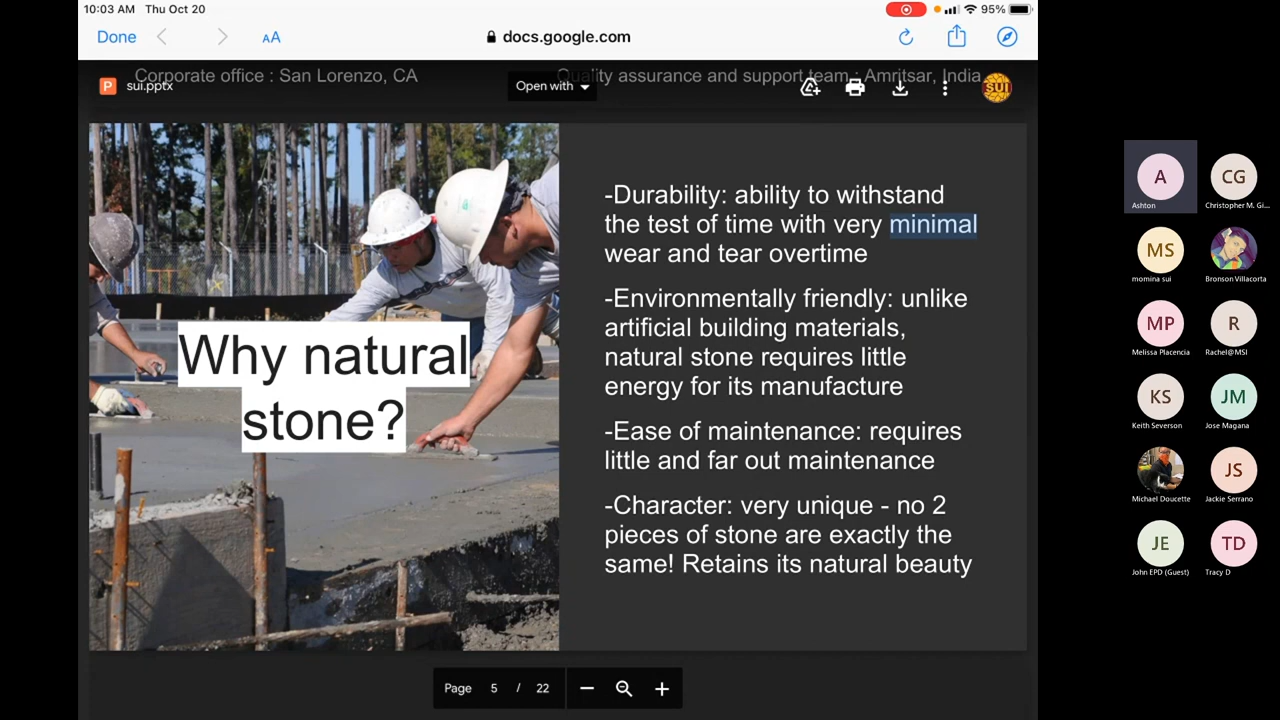 10:03 AM Thu Oct 20
95%
Done
AA
docs.google.com
Corporate office : San Lorenzo, CA
Quality assurance and support team : Amritsar, India
P
sui.pptx
Open with
SUI
-Durability: ability to withstand
the test of time with very minimal
wear and tear overtime
-Environmentally friendly: unlike
artificial building materials,
natural stone requires little
energy for its manufacture
-Ease of maintenance: requires
little and far out maintenance
-Character: very unique - no 2
pieces of stone are exactly the
same! Retains its natural beauty
Why natural
stone?
Page 5 / 22
A
Ashton
CG
Christopher M. Gi...
MS
momina sui
Bronson Villacorta
MP
Melissa Placencia
R
Rachel@MSI
KS
Keith Severson
JM
Jose Magana
Michael Doucette
JS
Jackie Serrano
JE
John EPD (Guest)
TD
Tracy D